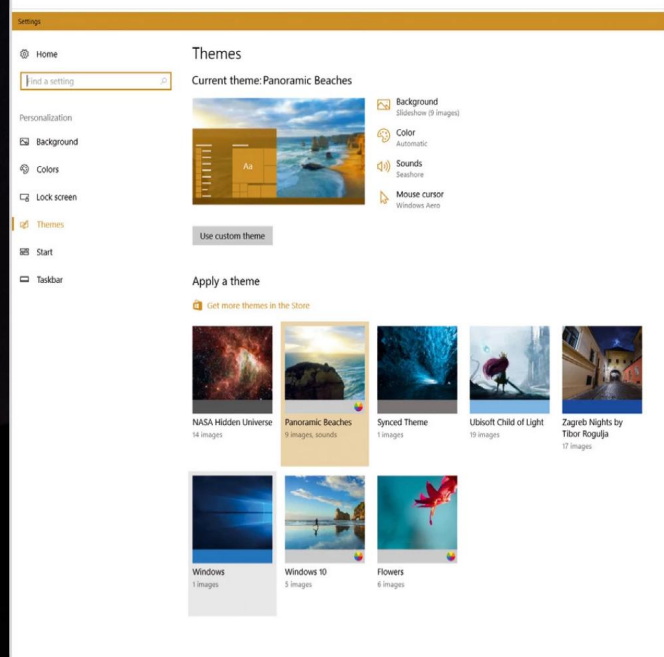 Settings
Home
Find a setting
Personalization
Background
Colors
Lock screen
Themes
Start
Taskbar
Themes
Current theme: Panoramic Beaches
Aa
Background
Slideshow (9 images)
Color
Automatic
Sounds
Seashore
Mouse cursor
Windows Aero
Use custom theme
Apply a theme
Get more themes in the Store
NASA Hidden Universe
14 images
Panoramic Beaches
9 images, sounds
Synced Theme
1 images
Ubisoft Child of Light
19 images
Zagreb Nights by
Tibor Rogulja
17 images
Windows
1 images
Windows 10
5 images
Flowers
6 images